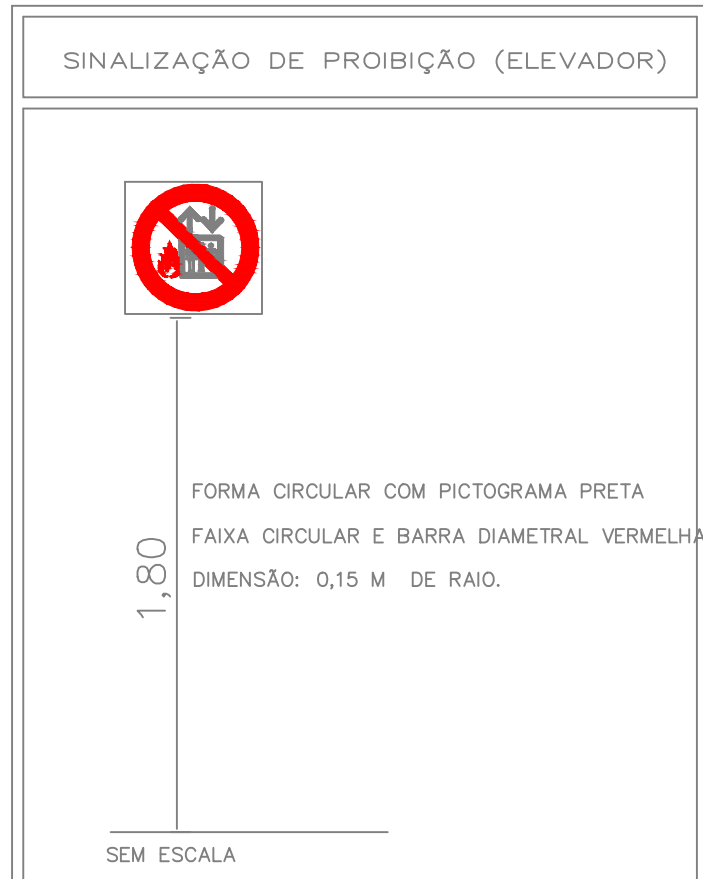 SINALIZAÇÃO DE PROIBIÇÃO (ELEVADOR)
FORMA CIRCULAR COM PICTOGRAMA PRETA
FAIXA CIRCULAR E BARRA DIAMETRAL VERMELHA
DIMENSÃO: 0,15 M DE RAIO.
1,80
SEM ESCALA